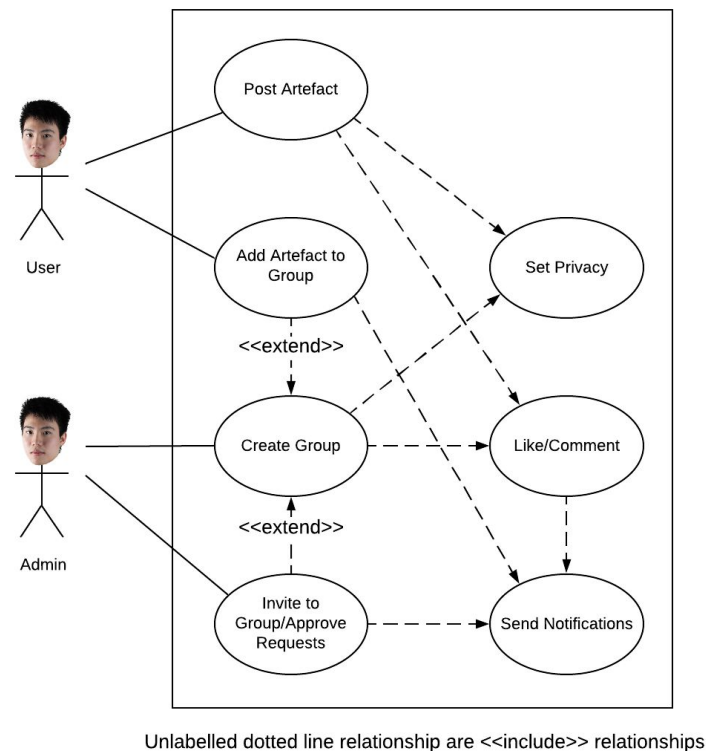 Post Artefact
User
Add Artefact to
Group
Set Privacy
<<extend>>
Admin
Create Group
Like/Comment
<<extend>>
Invite to
Group/Approve
Requests
Send Notifications
Unlabelled dotted line relationship are <<include>> relationships